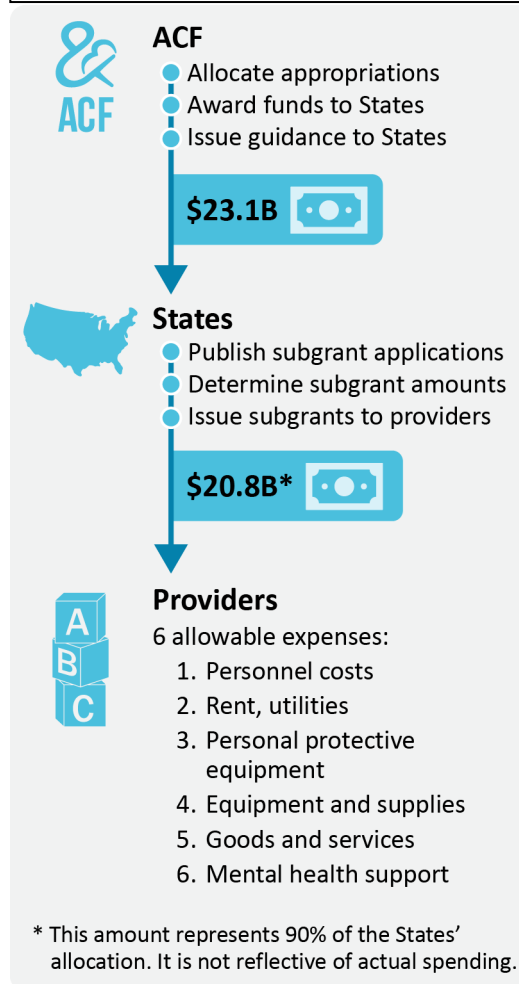 ACF
ACF
Allocate appropriations
Award funds to States
Issue guidance to States
$23.1B
States
Publish subgrant applications
Determine subgrant amounts
Issue subgrants to providers
$20.8B*
Providers
A
B
C
6 allowable expenses:
1. Personnel costs
2. Rent, utilities
3. Personal protective
equipment
4. Equipment and supplies
5. Goods and services
6. Mental health support
* This amount represents 90% of the States’
allocation. It is not reflective of actual spending.